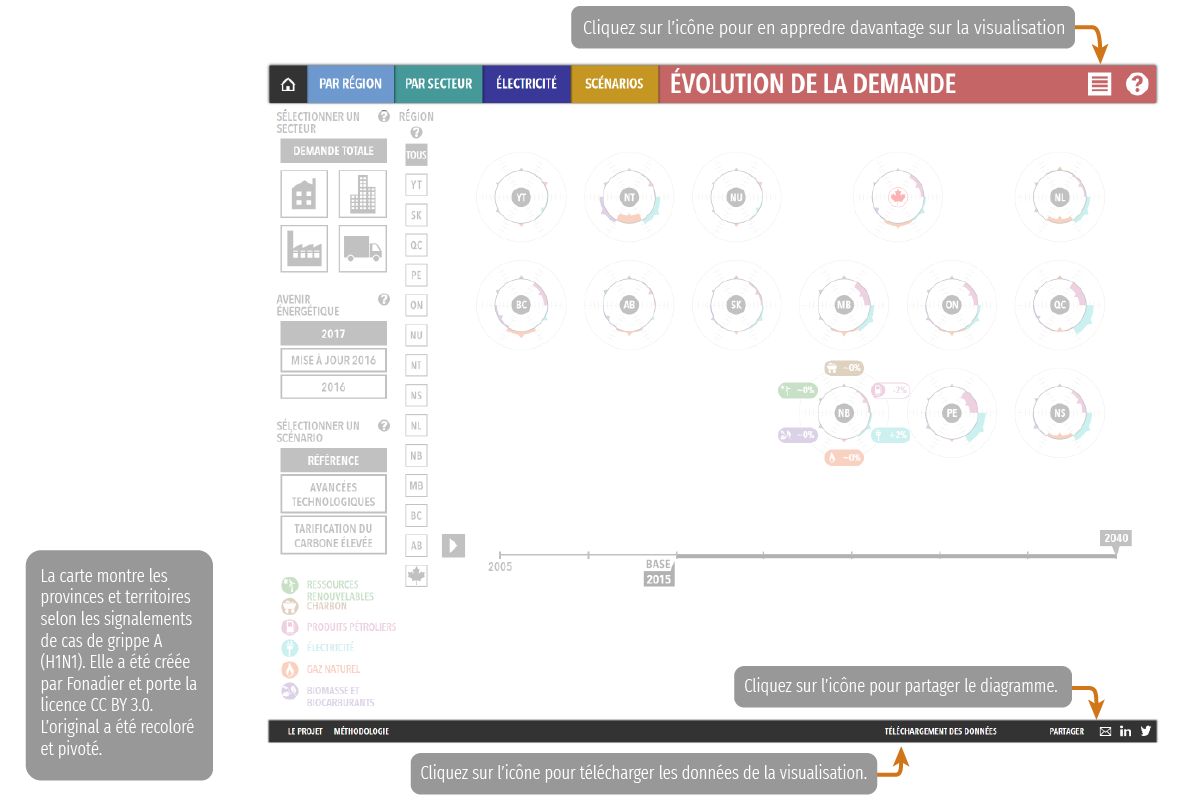 Cliquez sur l'icône pour en appredre davantage sur la visualisation
PAR RÉGION
PAR SECTEUR
ÉLECTRICITÉ
SCÉNARIOS
ÉVOLUTION DE LA DEMANDE
?
SÉLECTIONNER UN
SECTEUR
?
DEMANDE TOTALE
AVENIR
ÉNERGÉTIQUE
?
2017
MISE À JOUR 2016
2016
SÉLECTIONNER UN
SCÉNARIO
?
RÉFÉRENCE
AVANCÉES
TECHNOLOGIQUES
TARIFICATION DU
CARBONE ÉLEVÉE
RESSOURCES
RENOUVELABLES
CHARBON
PRODUITS PÉTROLIERS
ÉLECTRICITÉ
GAZ NATUREL
BIOMASSE ET
BIOCARBURANTS
RÉGION
?
TOUS
YT
SK
QC
PE
ON
NU
NT
NS
NL
NB
MB
BC
AB
YT
NT
NU
NL
BC
AB
SK
MB
ON
QC
~0%
~0%
-2%
NB
~0%
+2%
~0%
PE
NS
2005
BASE
2015
2040
La carte montre les
provinces et territoires
selon les signalements
de cas de grippe A
(H1N1). Elle a été créée
par Fonadier et porte la
licence CC BY 3.0.
L'original a été recoloré
et pivoté.
Cliquez sur l'icône pour partager le diagramme.
LE PROJET
MÉTHODOLOGIE
TÉLÉCHARGEMENT DES DONNÉES
PARTAGER
in
Cliquez sur l'icône pour télécharger les données de la visualisation.